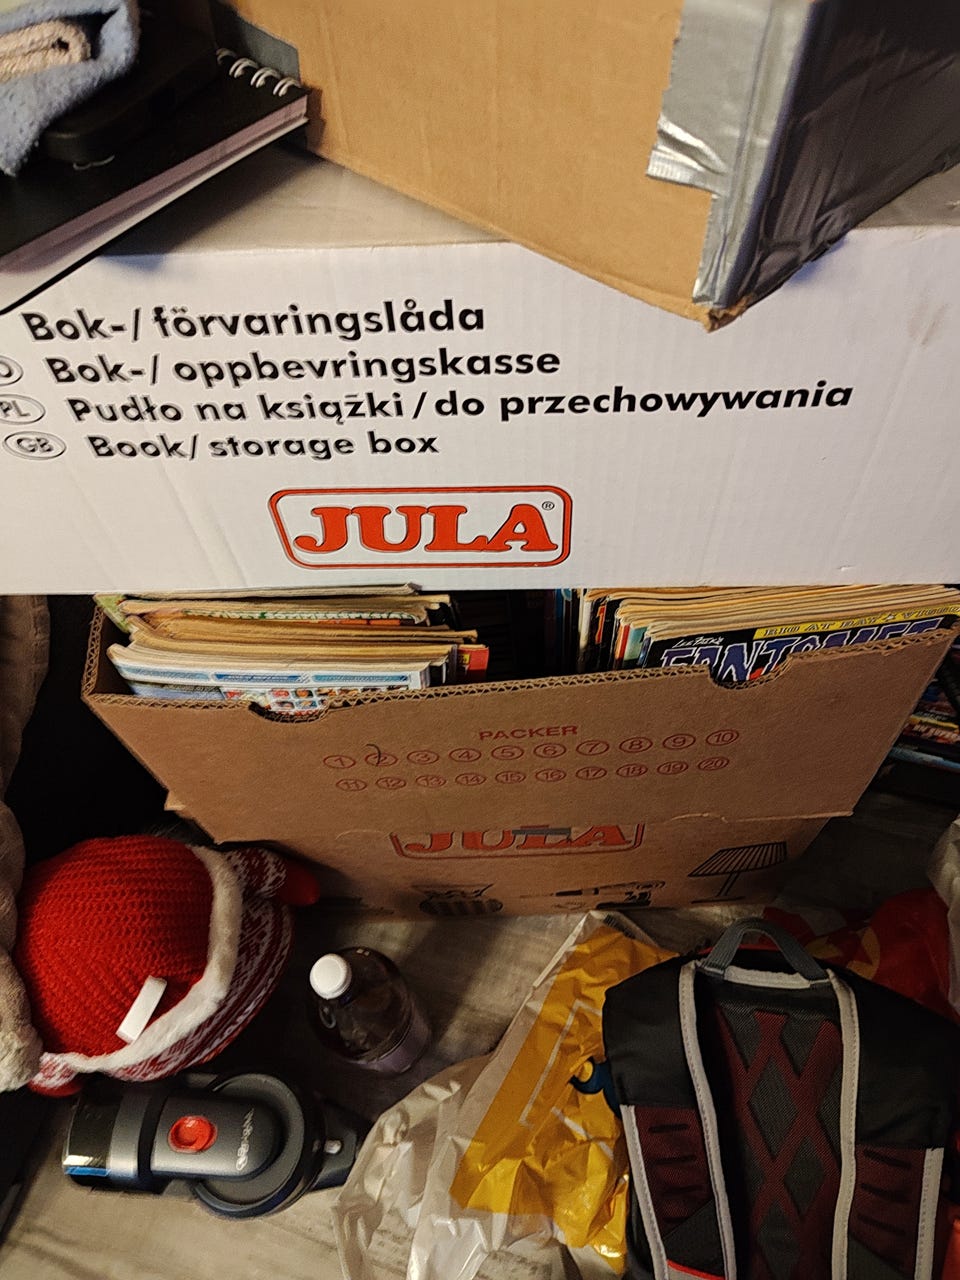 Bok-/förvaringslåda
Bok-/oppbevringskasse
PL Pudło na książki/do przechowywania
GB Book/storage box
JULA®
FANTOMET
PACKER
1 2 3 4 5 6 7 8 9 10
11 12 13 14 15 16 17 18 19 20
JULA